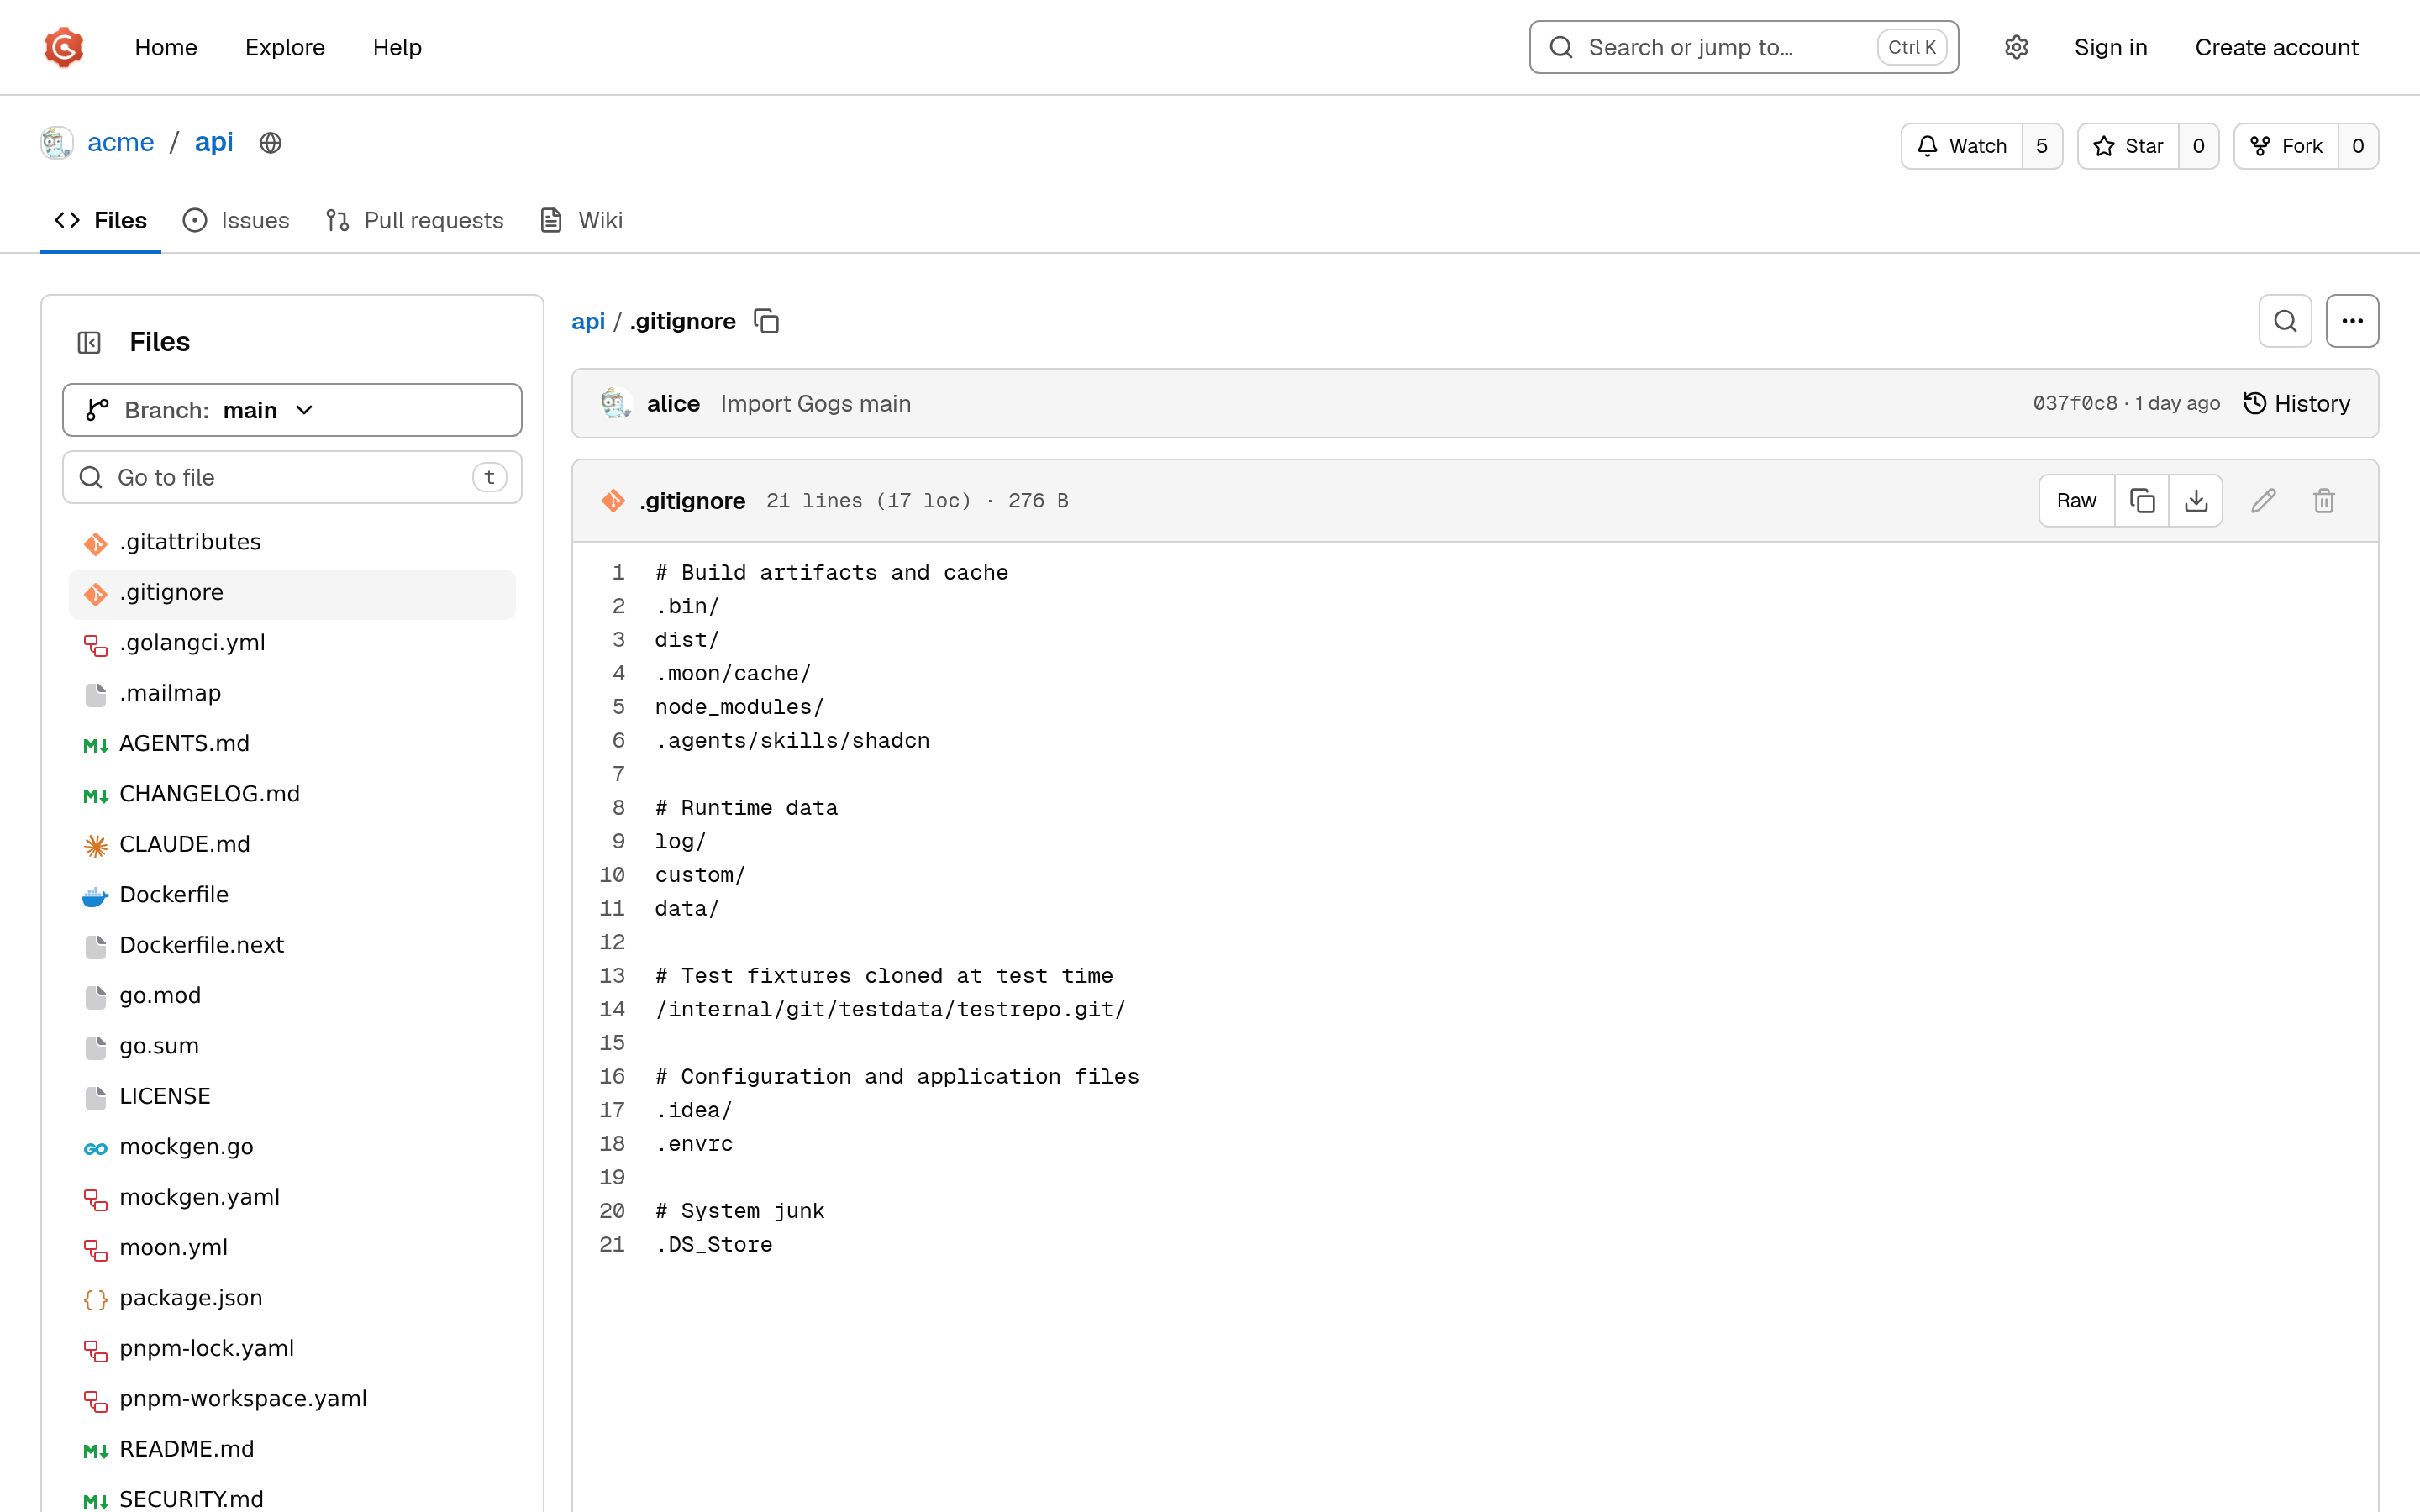 Home Explore Help Search or jump to... Ctrl K Sign in Create account
acme / api Watch 5 Star 0 Fork 0
Files Issues Pull requests Wiki
Files
Branch: main
Go to file t
.gitattributes
.gitignore
.golangci.yml
.mailmap
AGENTS.md
CHANGELOG.md
CLAUDE.md
Dockerfile
Dockerfile.next
go.mod
go.sum
LICENSE
mockgen.go
mockgen.yaml
moon.yml
package.json
pnpm-lock.yaml
pnpm-workspace.yaml
README.md
SECURITY.md
api / .gitignore
alice Import Gogs main 037f0c8 · 1 day ago History
.gitignore 21 lines (17 loc) · 276 B Raw
1 # Build artifacts and cache
2 .bin/
3 dist/
4 .moon/cache/
5 node_modules/
6 .agents/skills/shadcn
7
8 # Runtime data
9 log/
10 custom/
11 data/
12
13 # Test fixtures cloned at test time
14 /internal/git/testdata/testrepo.git/
15
16 # Configuration and application files
17 .idea/
18 .envrc
19
20 # System junk
21 .DS_Store